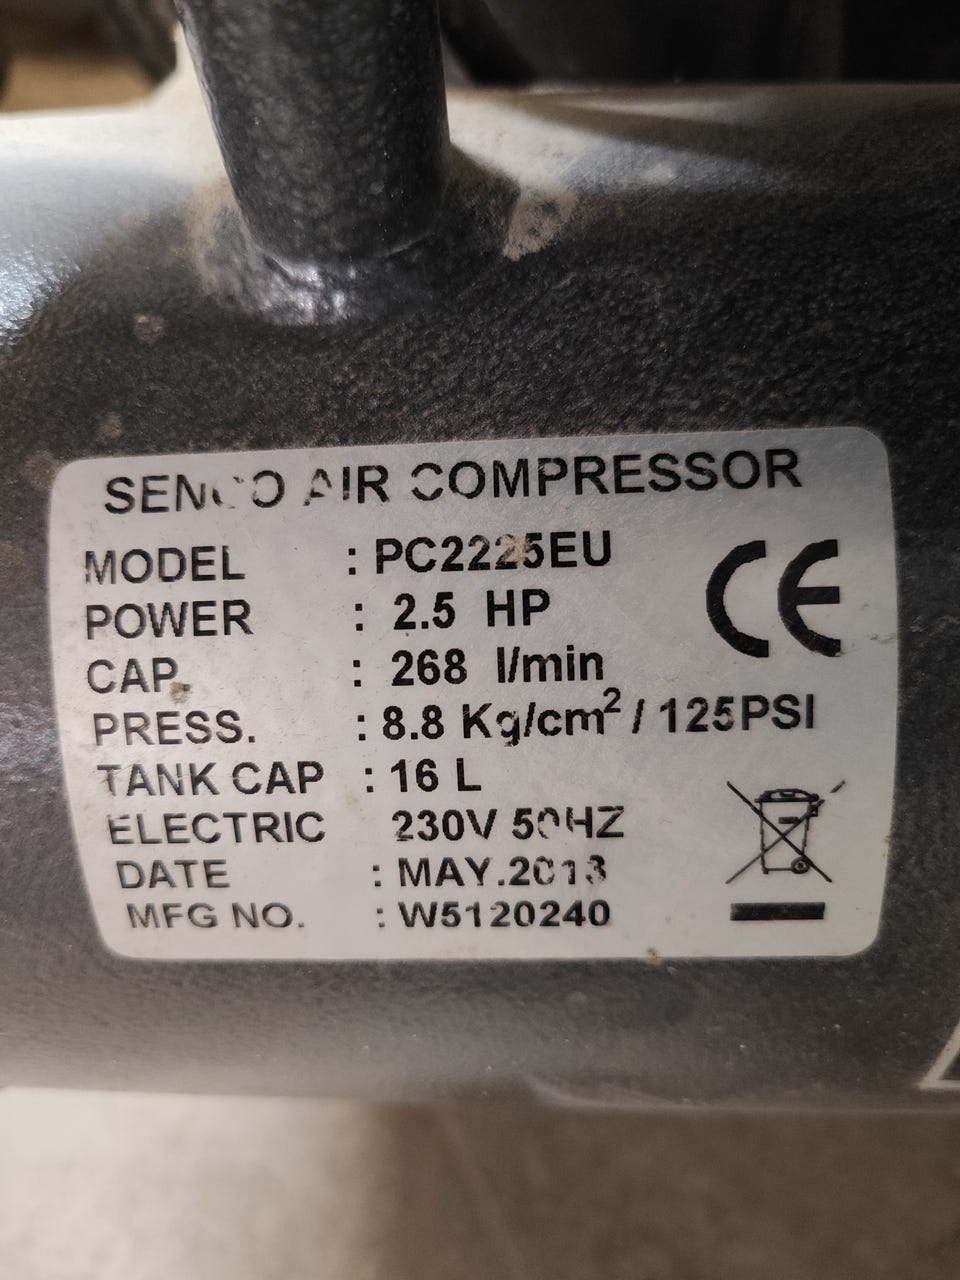 SENCO AIR COMPRESSOR
MODEL : PC2225EU
POWER : 2.5 HP
CAP. : 268 l/min
PRESS. : 8.8 Kg/cm² / 125PSI
TANK CAP : 16 L
ELECTRIC 230V 50HZ
DATE : MAY.2013
MFG NO. : W5120240
CE